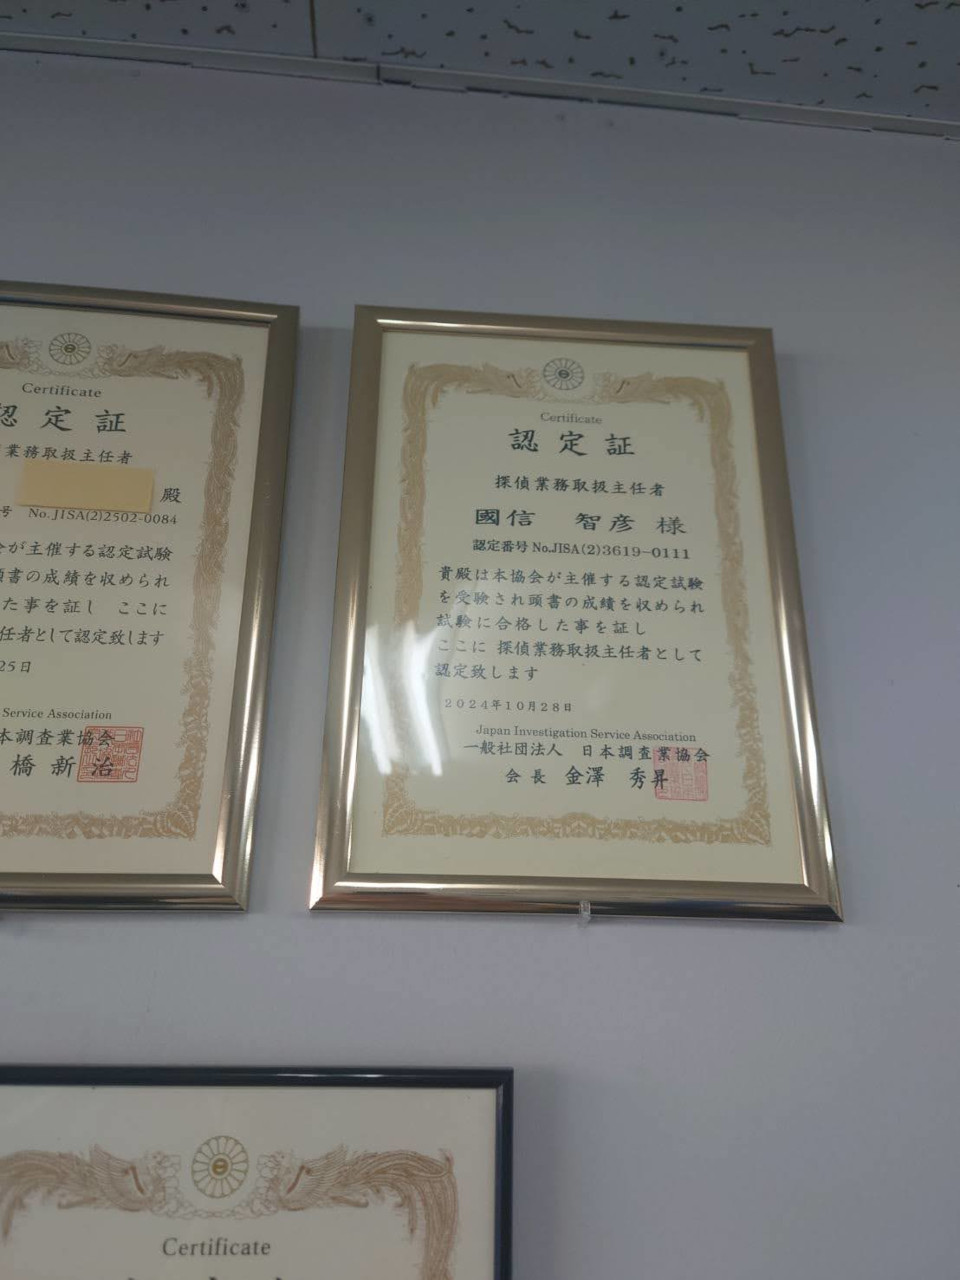 Certificate
認定証
業務取扱主任者
殿
号 No.JISA(2)2502-0084
会が主催する認定試験
頭書の成績を収められ
した事を証し ここに
任者として認定致します
25日
Service Association
本調査業協会
橋 新 治
Certificate
認定証
探偵業務取扱主任者
國信 智彦 様
認定番号 No.JISA(2)3619-0111
貴殿は本協会が主催する認定試験
を受験され頭書の成績を収められ
試験に合格した事を証し
ここに 探偵業務取扱主任者として
認定致します
2024年10月28日
Japan Investigation Service Association
一般社団法人 日本調査業協会
会長 金澤 秀昇
Certificate